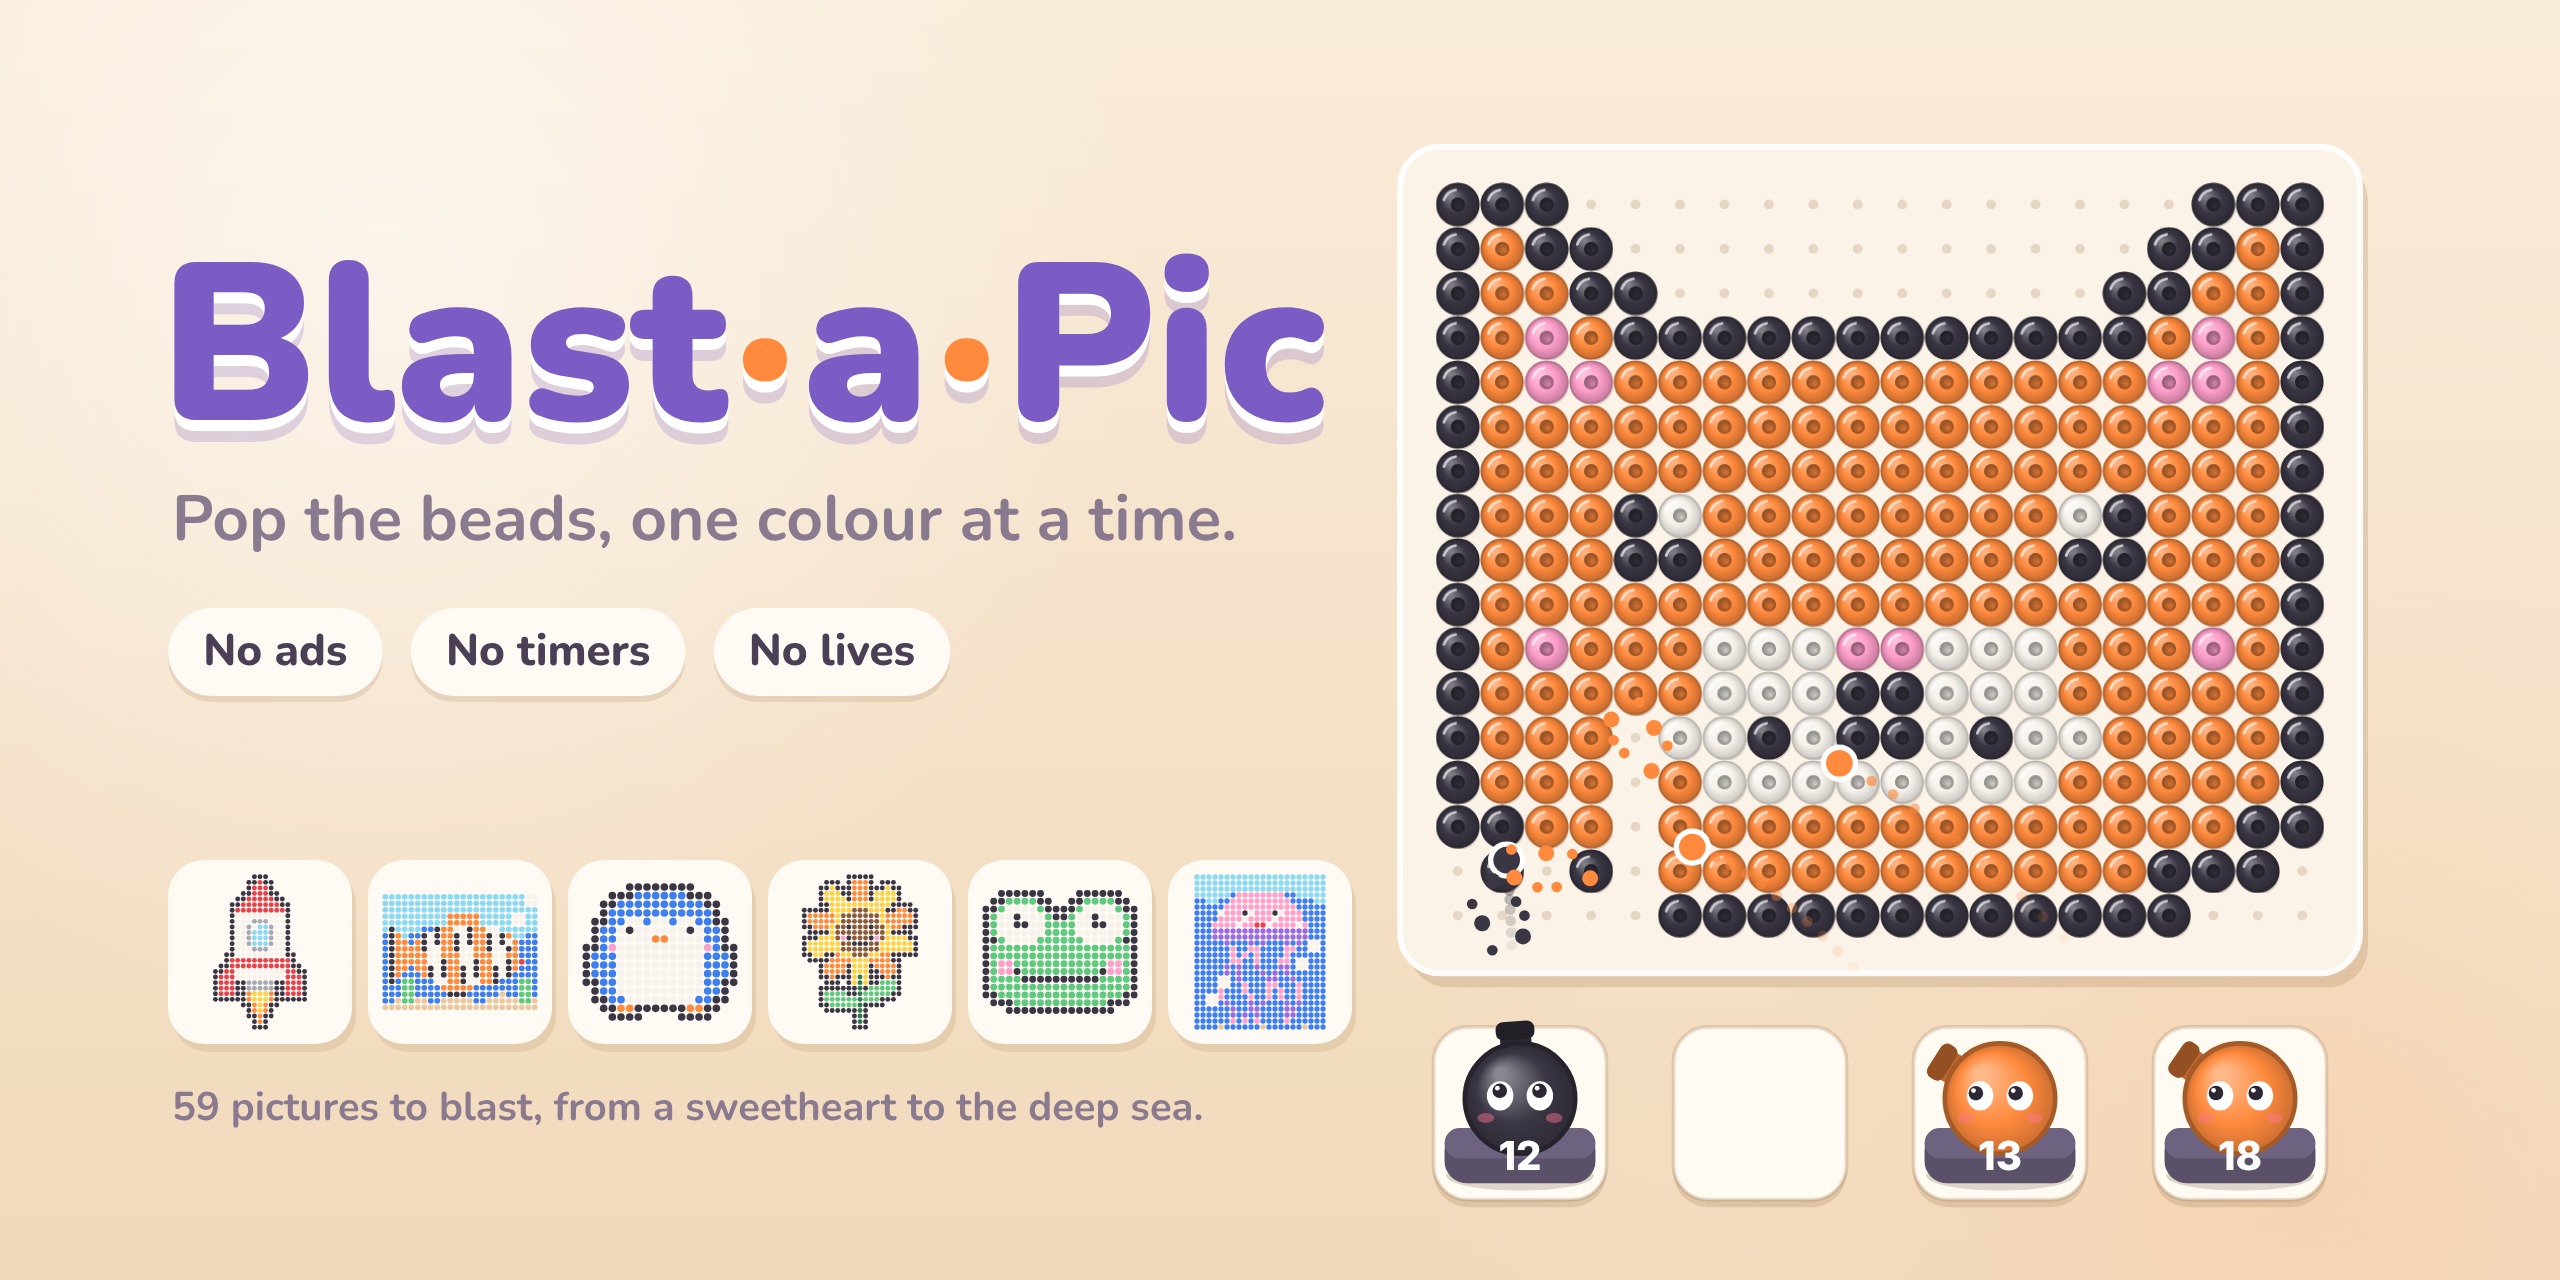 Blast•a•Pic
Pop the beads, one colour at a time.
No ads
No timers
No lives
59 pictures to blast, from a sweetheart to the deep sea.
12
13
18